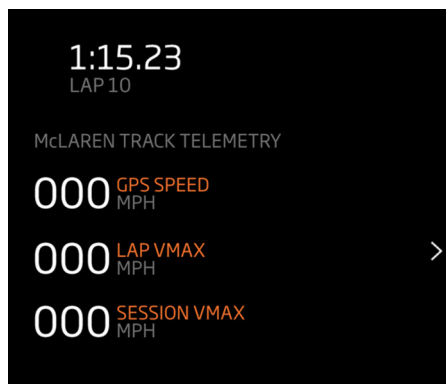 1:15.23
LAP 10
McLAREN TRACK TELEMETRY
000 GPS SPEED
MPH
000 LAP VMAX
MPH
000 SESSION VMAX
MPH